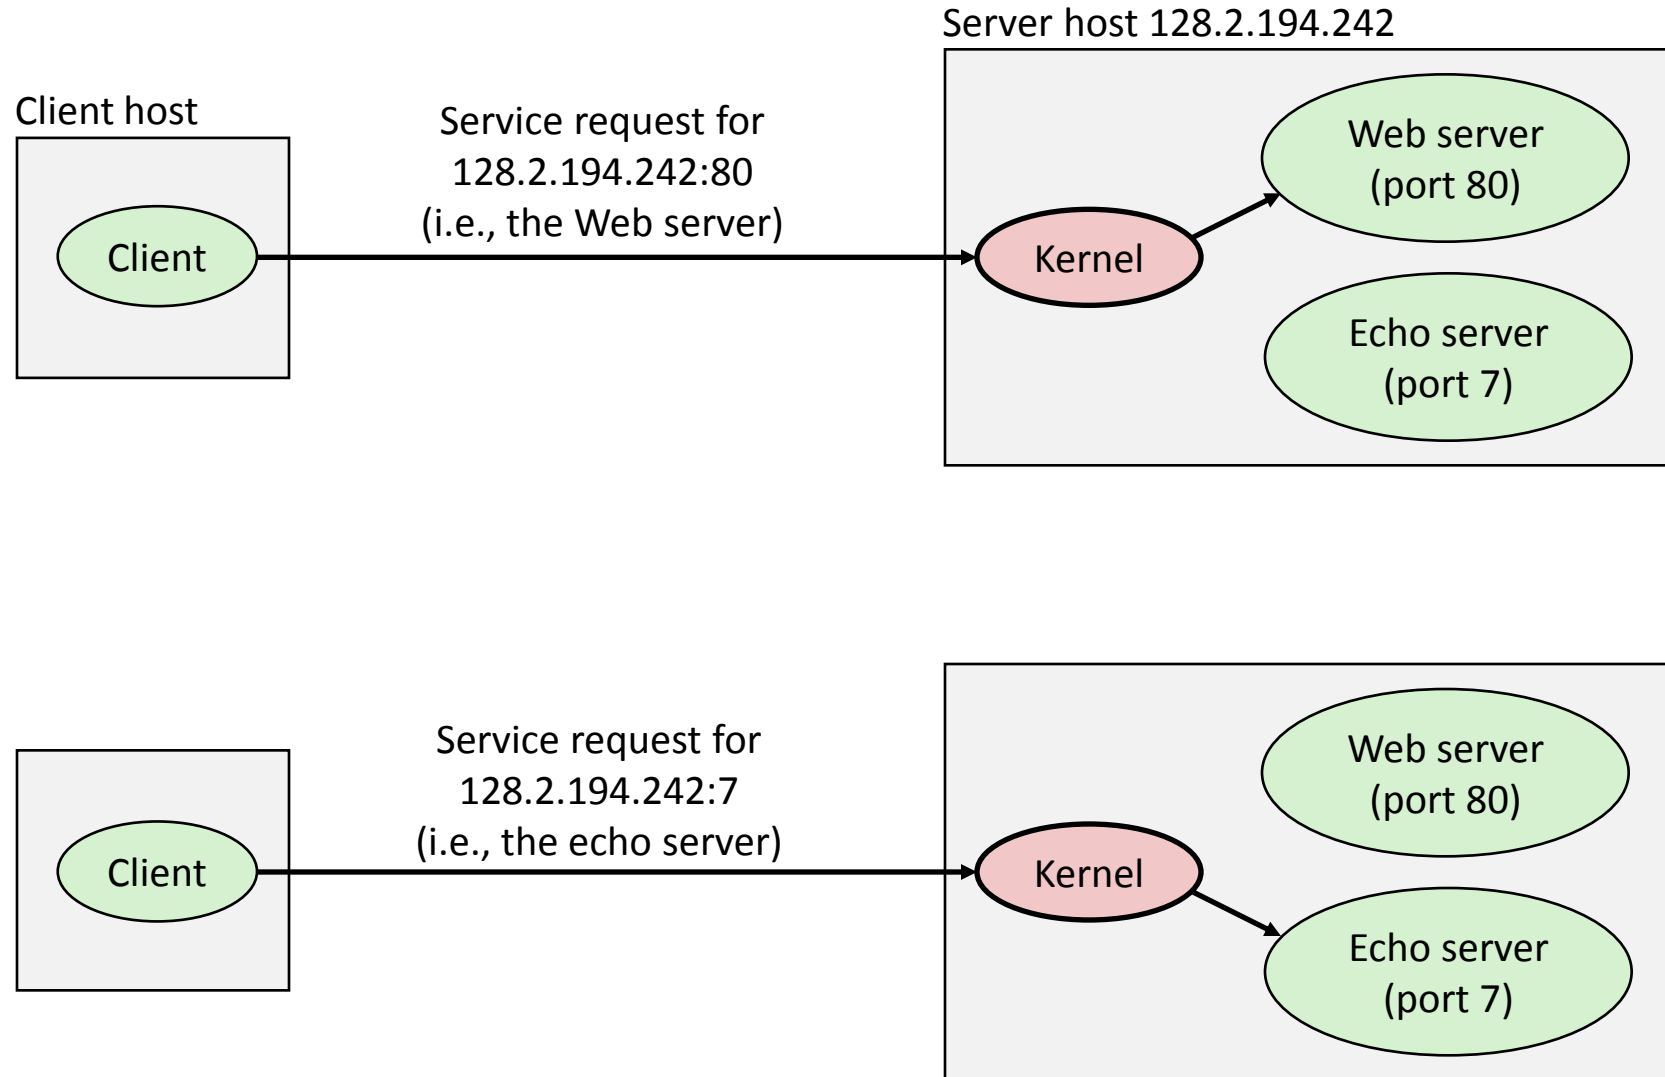 Server host 128.2.194.242
Client host
Service request for
128.2.194.242:80
(i.e., the Web server)
Client
Kernel
Web server
(port 80)
Echo server
(port 7)
Service request for
128.2.194.242:7
(i.e., the echo server)
Client
Kernel
Web server
(port 80)
Echo server
(port 7)